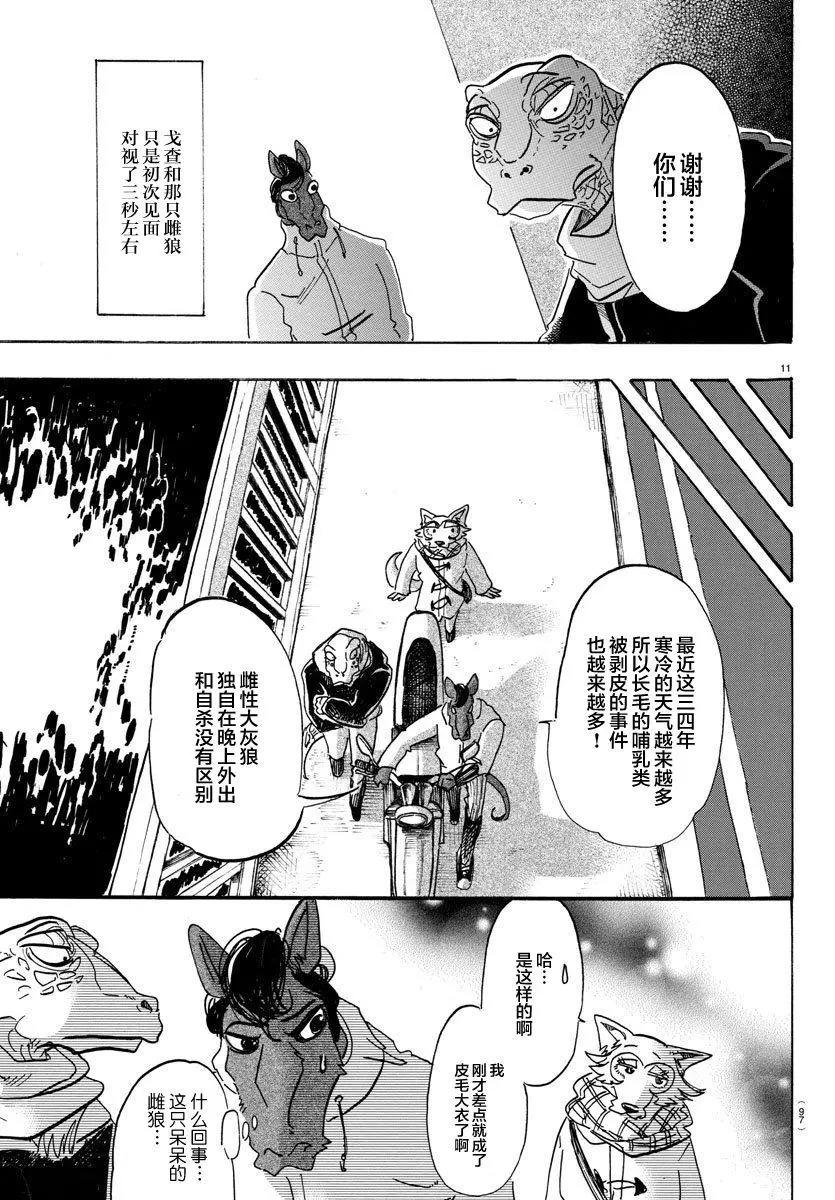 谢谢
你们……
戈查和那只雌狼
只是初次见面
对视了三秒左右
11
最近这三四年
寒冷的天气越来越多
所以长毛的哺乳类
被剥皮的事件
也越来越多！
雌性大灰狼
独自在晚上外出
和自杀没有区别
哈…
是这样的啊
我
刚才差点就成了
皮毛大衣了啊
什么回事…
这只呆呆的
雌狼…
(97)